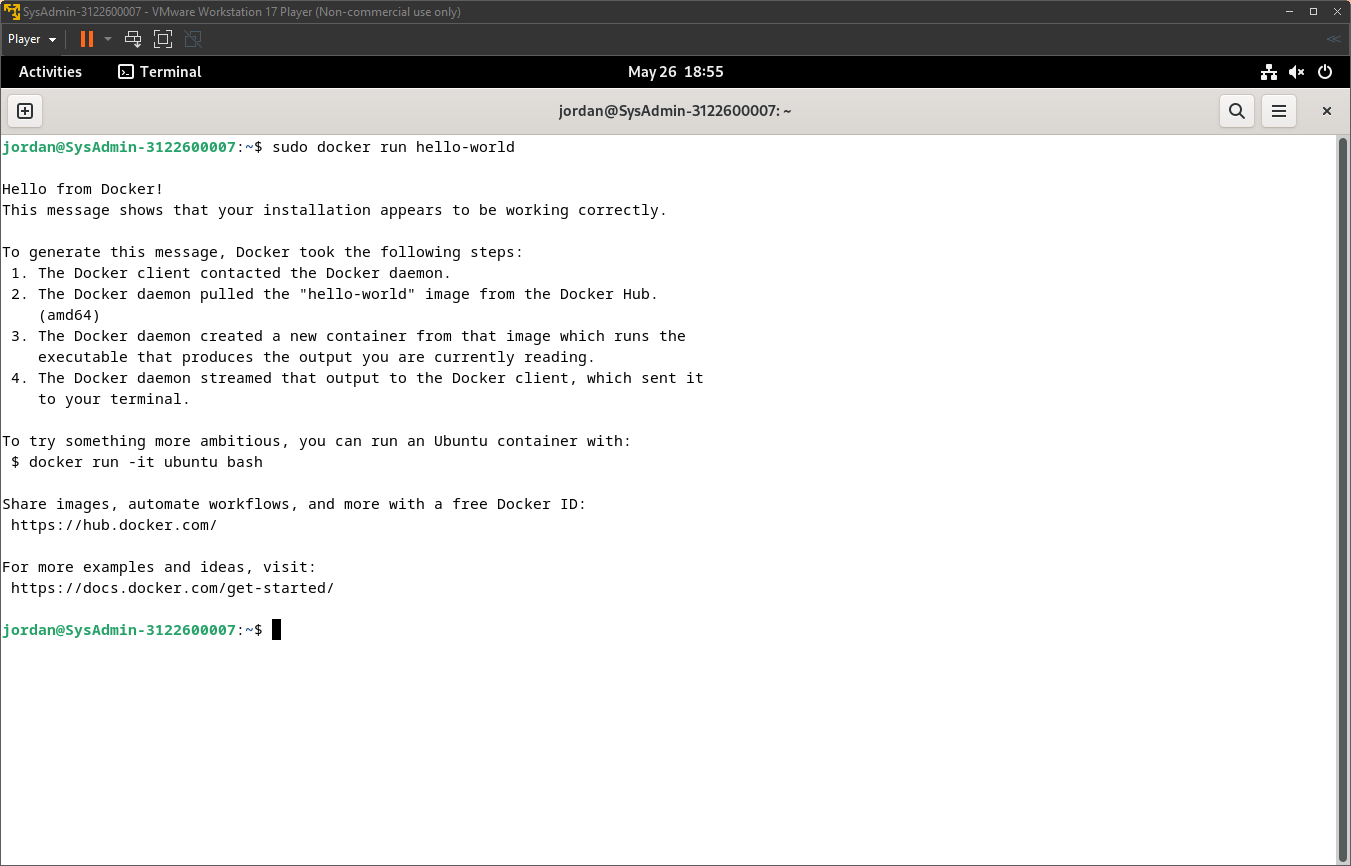 SysAdmin-3122600007 - VMware Workstation 17 Player (Non-commercial use only)
Player
Activities Terminal May 26 18:55
jordan@SysAdmin-3122600007: ~
jordan@SysAdmin-3122600007:~$ sudo docker run hello-world

Hello from Docker!
This message shows that your installation appears to be working correctly.

To generate this message, Docker took the following steps:
 1. The Docker client contacted the Docker daemon.
 2. The Docker daemon pulled the "hello-world" image from the Docker Hub.
    (amd64)
 3. The Docker daemon created a new container from that image which runs the
    executable that produces the output you are currently reading.
 4. The Docker daemon streamed that output to the Docker client, which sent it
    to your terminal.

To try something more ambitious, you can run an Ubuntu container with:
 $ docker run -it ubuntu bash

Share images, automate workflows, and more with a free Docker ID:
 https://hub.docker.com/

For more examples and ideas, visit:
 https://docs.docker.com/get-started/

jordan@SysAdmin-3122600007:~$